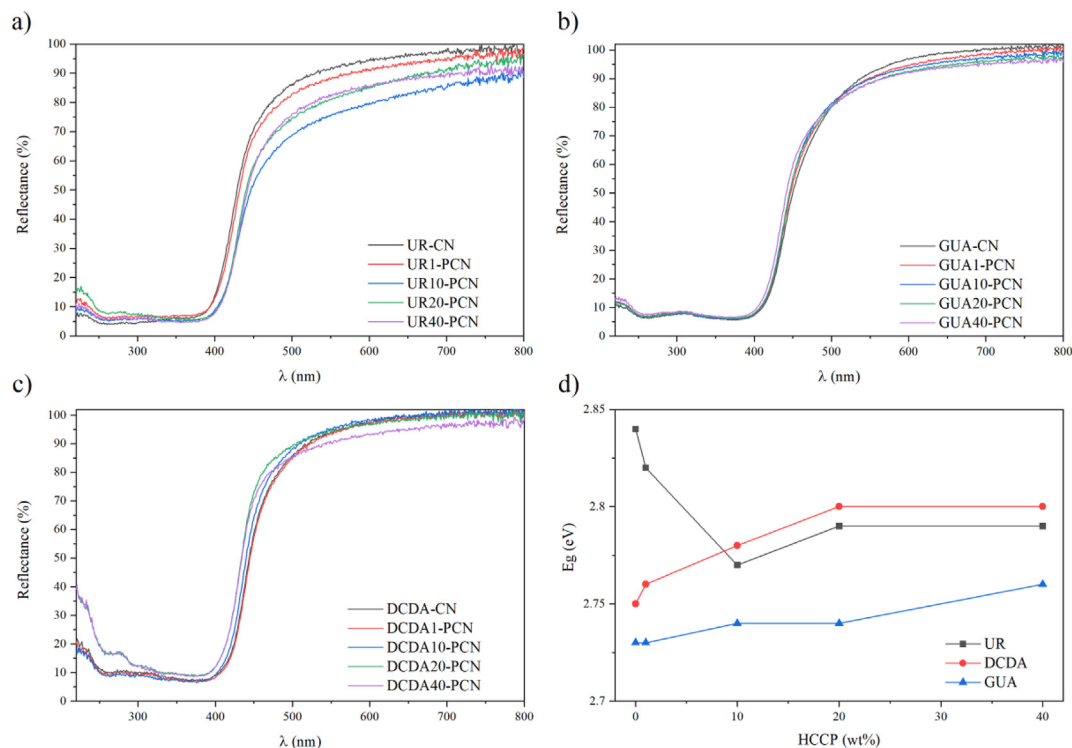 a)
100
90
80
70
60
50
40
30
20
10
0
Reflectance (%)
UR-CN
UR1-PCN
UR10-PCN
UR20-PCN
UR40-PCN
300 400 500 600 700 800
λ (nm)
b)
100
90
80
70
60
50
40
30
20
10
0
Reflectance (%)
GUA-CN
GUA1-PCN
GUA10-PCN
GUA20-PCN
GUA40-PCN
300 400 500 600 700 800
λ (nm)
c)
100
90
80
70
60
50
40
30
20
10
0
Reflectance (%)
DCDA-CN
DCDA1-PCN
DCDA10-PCN
DCDA20-PCN
DCDA40-PCN
300 400 500 600 700 800
λ (nm)
d)
2.85
2.8
2.75
2.7
Eg (eV)
UR
DCDA
GUA
0 10 20 30 40
HCCP (wt%)